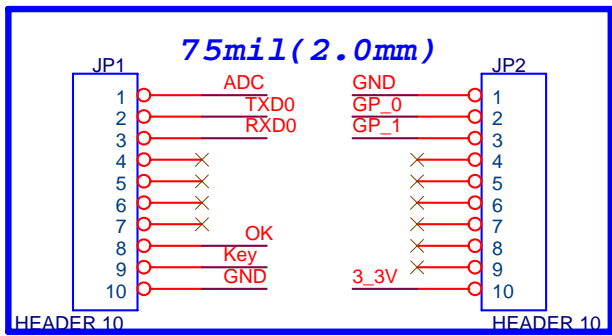 75mil(2.0mm)
JP1 JP2
1 ADC GND 1
2 TXD0 GP_0 2
3 RXD0 GP_1 3
4 4
5 5
6 6
7 7
8 OK 8
9 Key 9
10 GND 3_3V 10
HEADER 10 HEADER 10